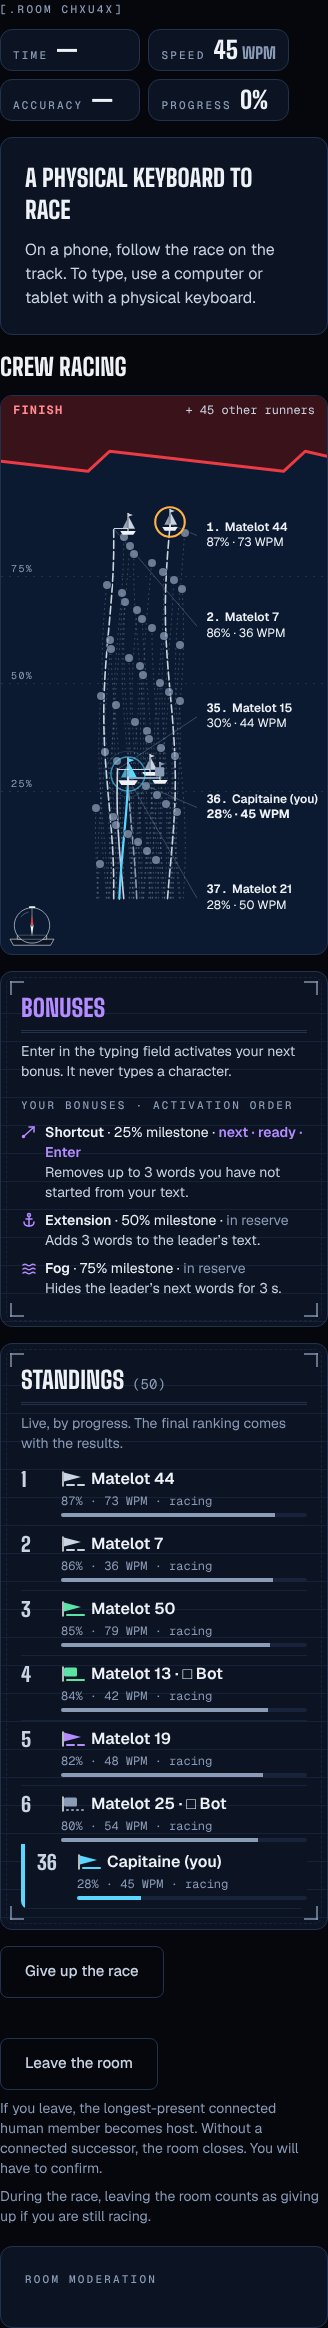 [.ROOM CHXU4X]
TIME —
SPEED 45 WPM
ACCURACY —
PROGRESS 0%
A PHYSICAL KEYBOARD TO
RACE
On a phone, follow the race on the
track. To type, use a computer or
tablet with a physical keyboard.
CREW RACING
FINISH
+ 45 other runners
1. Matelot 44
87% · 73 WPM
75%
2. Matelot 7
86% · 36 WPM
50%
35. Matelot 15
30% · 44 WPM
25%
36. Capitaine (you)
28% · 45 WPM
37. Matelot 21
28% · 50 WPM
BONUSES
Enter in the typing field activates your next
bonus. It never types a character.
YOUR BONUSES · ACTIVATION ORDER
Shortcut · 25% milestone · next · ready ·
Enter
Removes up to 3 words you have not
started from your text.
Extension · 50% milestone · in reserve
Adds 3 words to the leader's text.
Fog · 75% milestone · in reserve
Hides the leader's next words for 3 s.
STANDINGS (50)
Live, by progress. The final ranking comes
with the results.
1 Matelot 44
87% · 73 WPM · racing
2 Matelot 7
86% · 36 WPM · racing
3 Matelot 50
85% · 79 WPM · racing
4 Matelot 13 · □ Bot
84% · 42 WPM · racing
5 Matelot 19
82% · 48 WPM · racing
6 Matelot 25 · □ Bot
80% · 54 WPM · racing
36 Capitaine (you)
28% · 45 WPM · racing
Give up the race
Leave the room
If you leave, the longest-present connected
human member becomes host. Without a
connected successor, the room closes. You will
have to confirm.
During the race, leaving the room counts as giving
up if you are still racing.
ROOM MODERATION